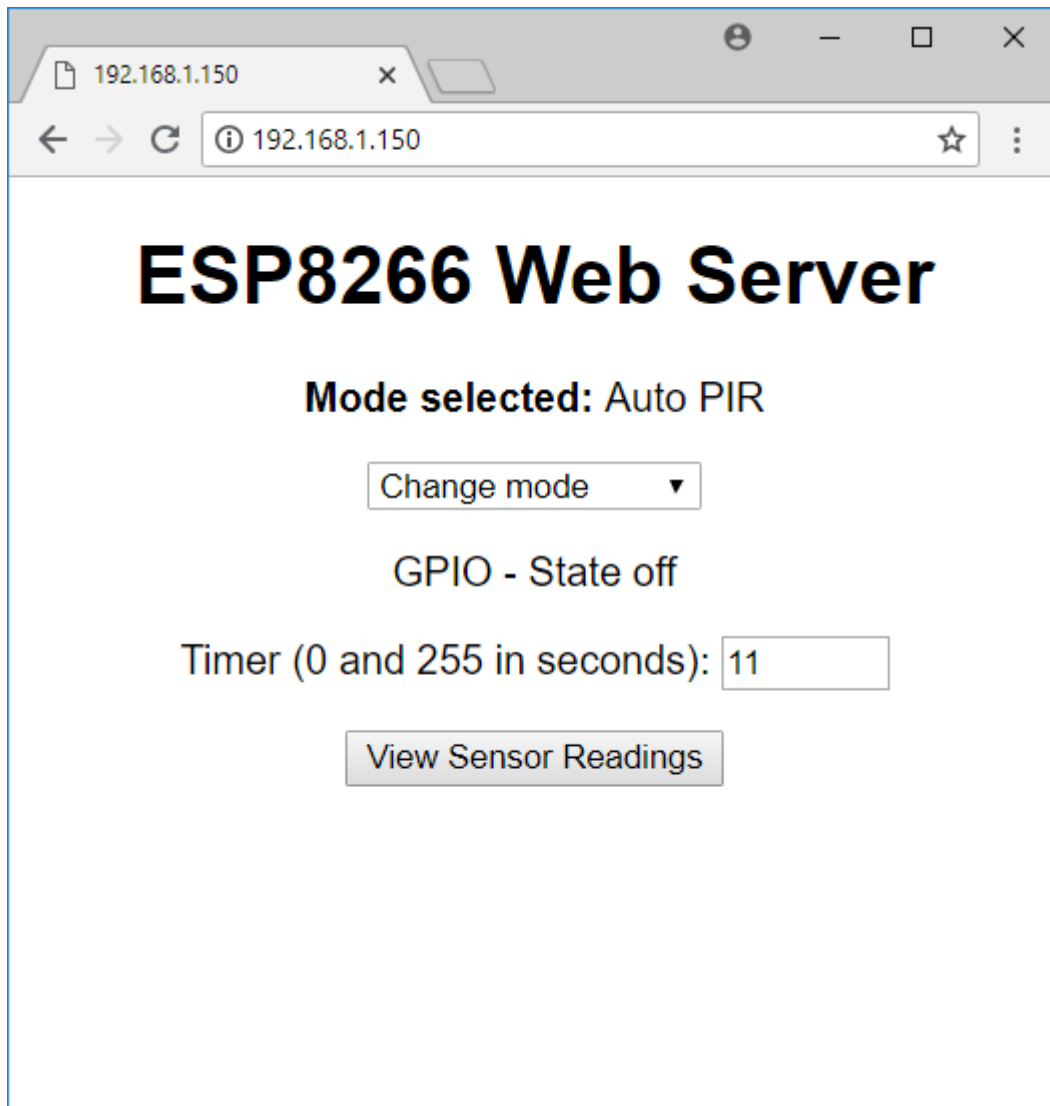 192.168.1.150
192.168.1.150
ESP8266 Web Server
Mode selected: Auto PIR
Change mode
GPIO - State off
Timer (0 and 255 in seconds): 11
View Sensor Readings